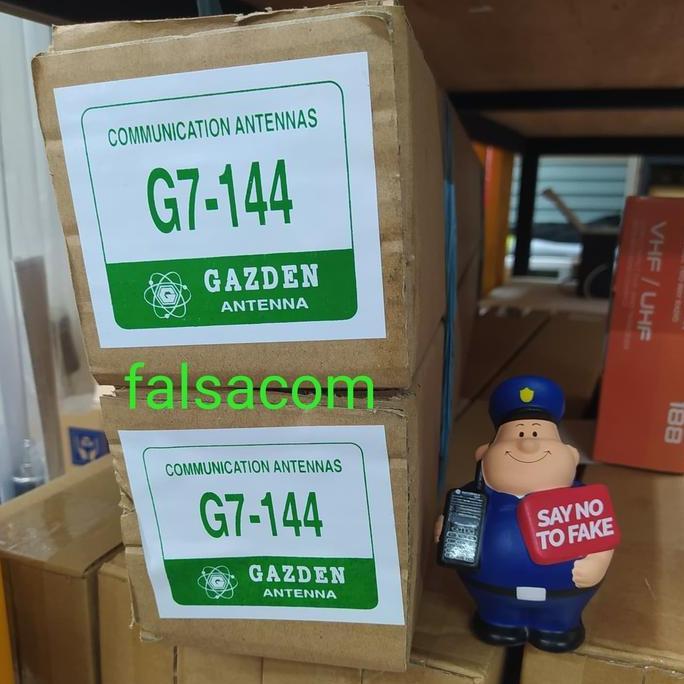 COMMUNICATION ANTENNAS
G7-144
G
GAZDEN
ANTENNA
falsacom
COMMUNICATION ANTENNAS
G7-144
G
GAZDEN
ANTENNA
SAY NO
TO FAKE
VHF / UHF
188